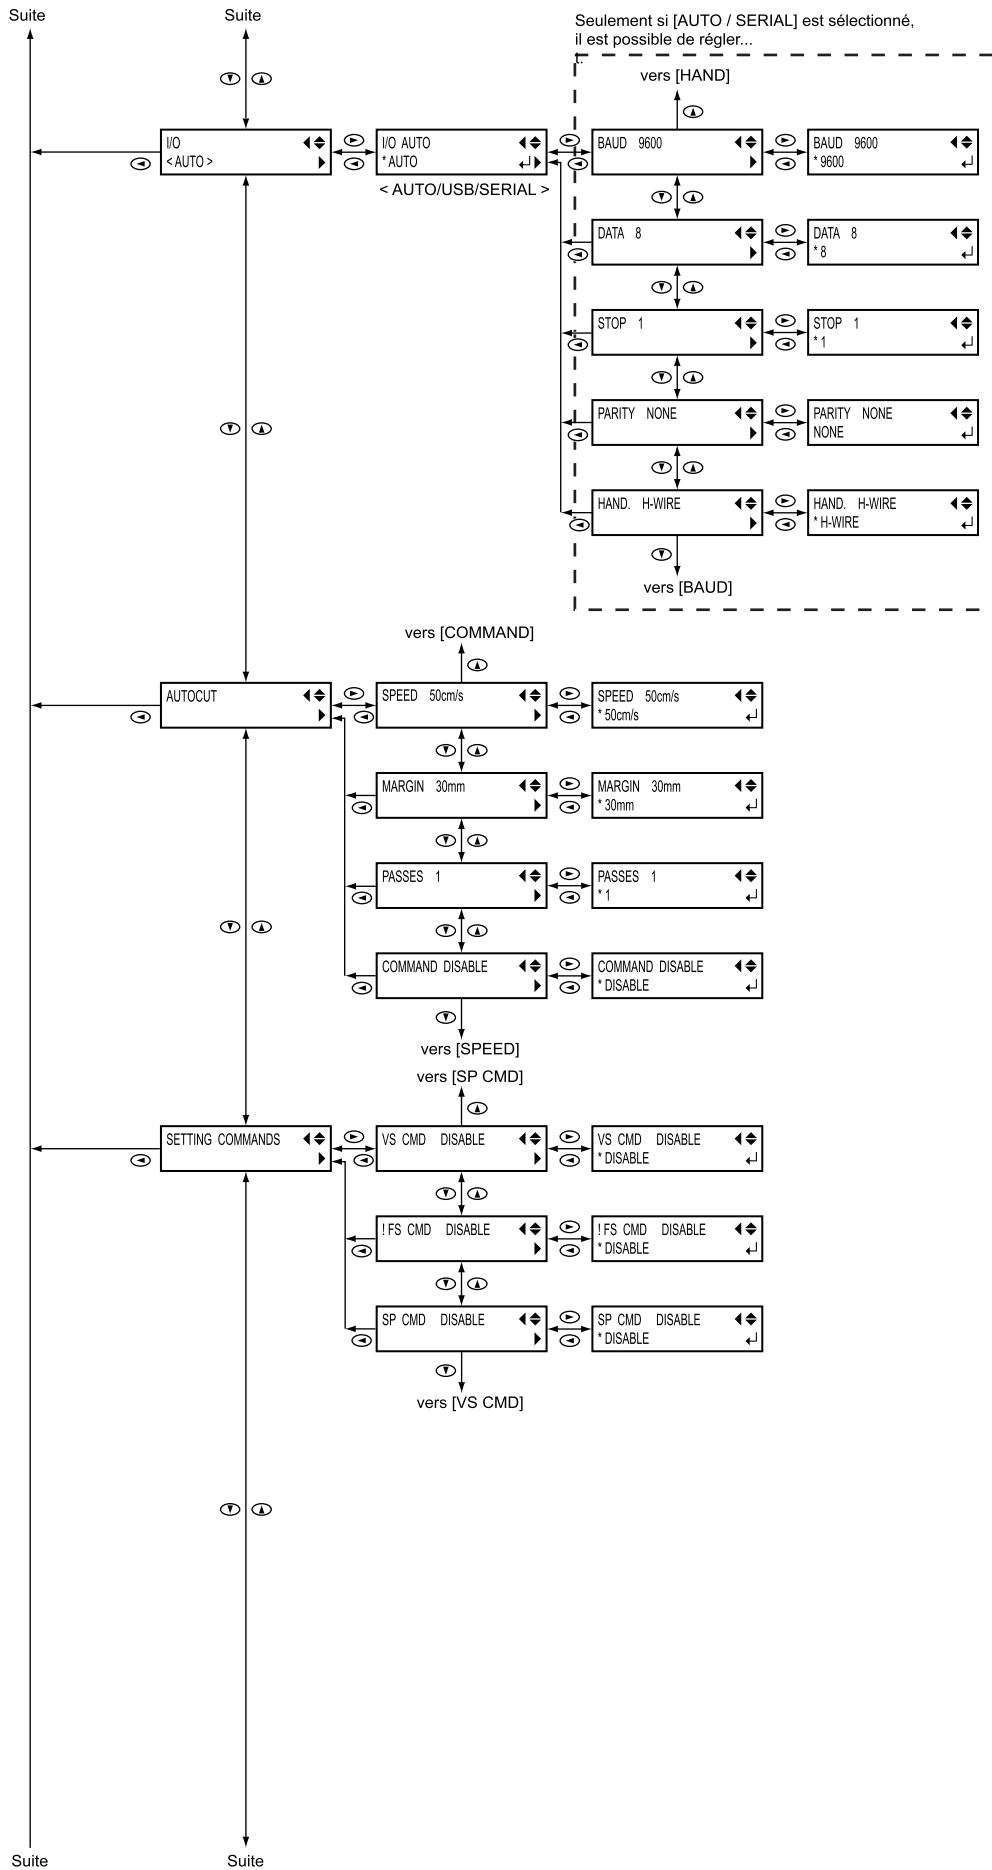 Suite
Suite
Seulement si [AUTO / SERIAL] est sélectionné,
il est possible de régler...
t.
vers [HAND]
I/O
< AUTO >
I/O AUTO
* AUTO
BAUD 9600
BAUD 9600
* 9600
< AUTO/USB/SERIAL >
DATA 8
DATA 8
* 8
STOP 1
STOP 1
* 1
PARITY NONE
PARITY NONE
NONE
HAND. H-WIRE
HAND. H-WIRE
* H-WIRE
vers [BAUD]
vers [COMMAND]
AUTOCUT
SPEED 50cm/s
SPEED 50cm/s
* 50cm/s
MARGIN 30mm
MARGIN 30mm
* 30mm
PASSES 1
PASSES 1
* 1
COMMAND DISABLE
COMMAND DISABLE
* DISABLE
vers [SPEED]
vers [SP CMD]
SETTING COMMANDS
VS CMD DISABLE
VS CMD DISABLE
* DISABLE
! FS CMD DISABLE
! FS CMD DISABLE
* DISABLE
SP CMD DISABLE
SP CMD DISABLE
* DISABLE
vers [VS CMD]
Suite
Suite